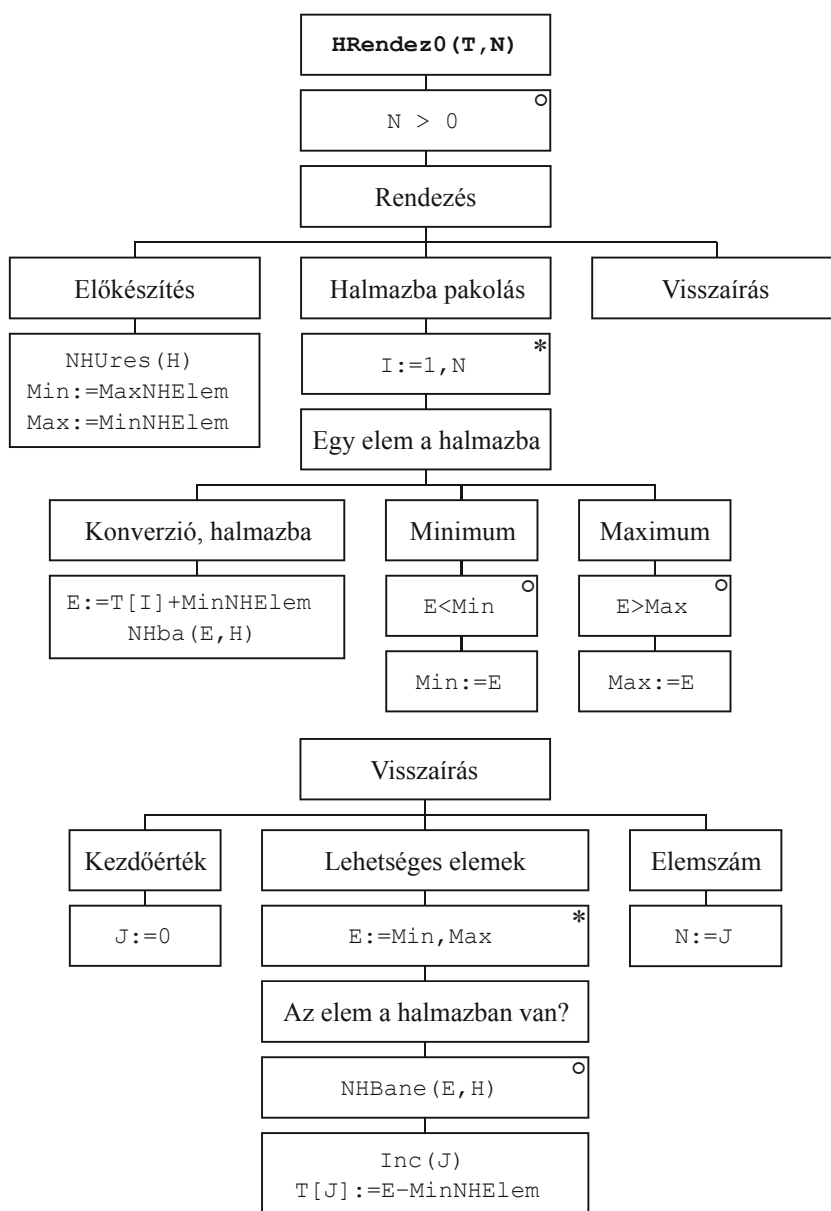 HRendez0(T,N)
N > 0
Rendezés
Előkészítés
Halmazba pakolás
Visszaírás
NHUres(H)
Min:=MaxNHElem
Max:=MinNHElem
*
I:=1,N
Egy elem a halmazba
Konverzió, halmazba
Minimum
Maximum
E:=T[I]+MinNHElem
NHba(E,H)
E<Min
E>Max
Min:=E
Max:=E
Visszaírás
Kezdőérték
Lehetséges elemek
Elemszám
J:=0
*
E:=Min,Max
N:=J
Az elem a halmazban van?
NHBane(E,H)
Inc(J)
T[J]:=E-MinNHElem